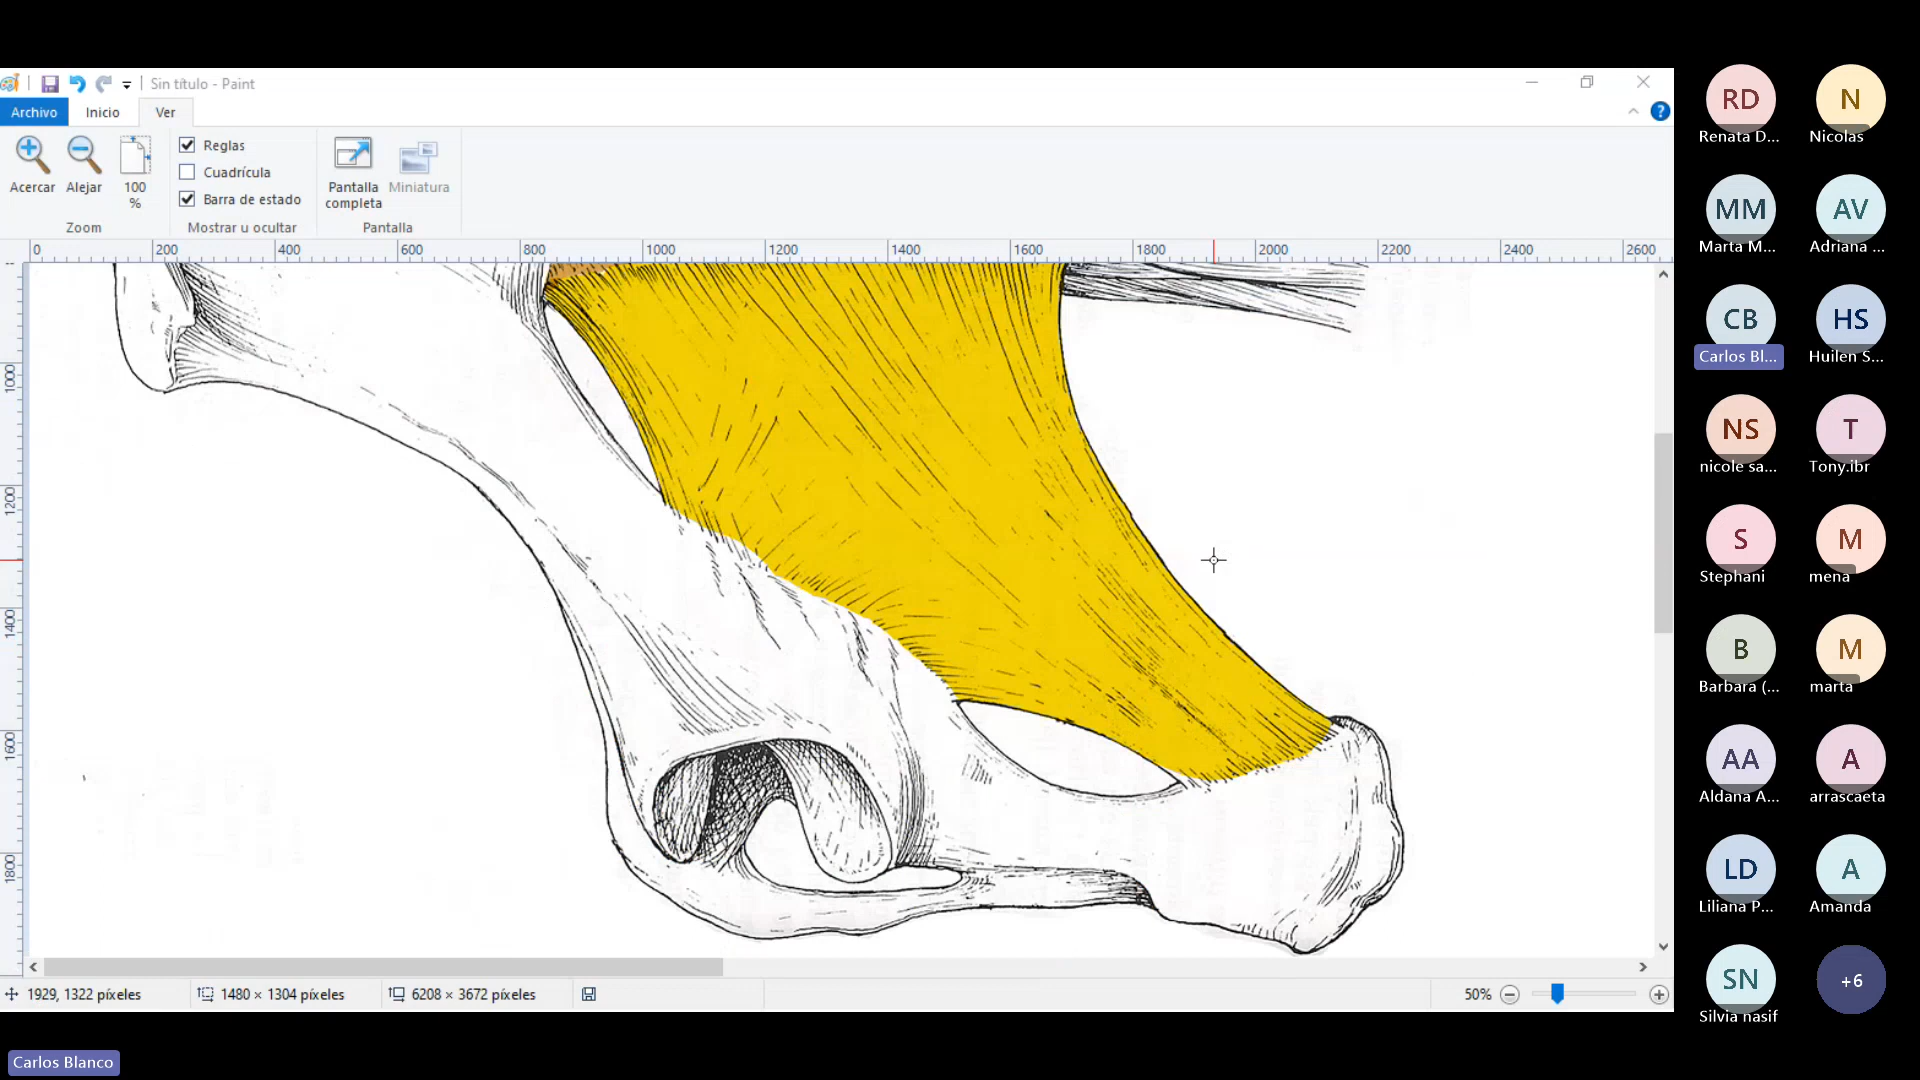 Sin título - Paint
Archivo Inicio Ver
Acercar Alejar 100 %
Reglas
Cuadrícula
Barra de estado
Pantalla completa
Miniatura
Zoom Mostrar u ocultar Pantalla
0 200 400 600 800 1000 1200 1400 1600 1800 2000 2200 2400 2600
1000
1200
1400
1600
1800
1929, 1322 píxeles 1480 × 1304 píxeles 6208 × 3672 píxeles 50%
RD N
Renata D... Nicolas
MM AV
Marta M... Adriana ...
CB HS
Carlos Bl... Huilen S...
NS T
nicole sa... Tony.ibr
S M
Stephani mena
B M
Barbara (... marta
AA A
Aldana A... arrascaeta
LD A
Liliana P... Amanda
SN +6
Silvia nasif
Carlos Blanco